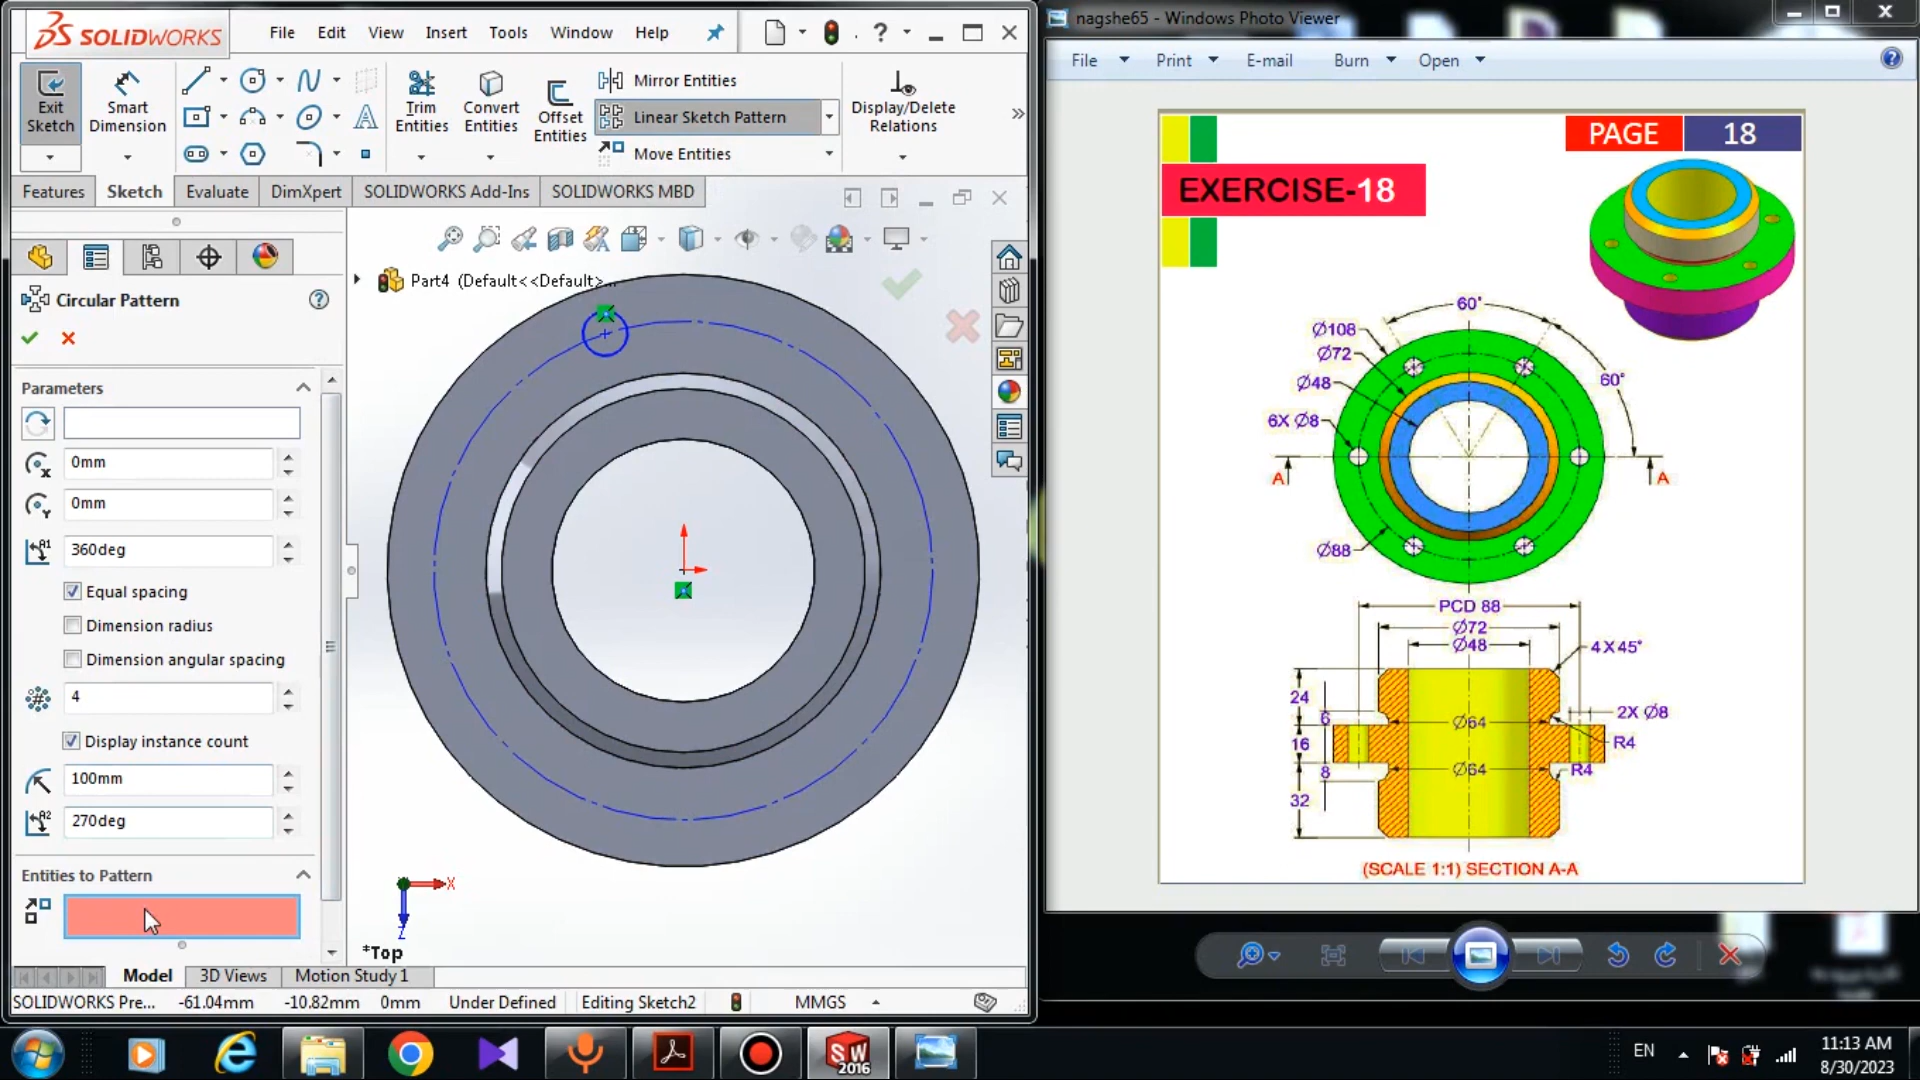 SOLIDWORKS
File Edit View Insert Tools Window Help
Exit Sketch
Smart Dimension
Trim Entities
Convert Entities
Offset Entities
Mirror Entities
Linear Sketch Pattern
Move Entities
Display/Delete Relations
Features Sketch Evaluate DimXpert SOLIDWORKS Add-Ins SOLIDWORKS MBD
Part4 (Default<<Default>...
Circular Pattern
Parameters
0mm
0mm
360deg
Equal spacing
Dimension radius
Dimension angular spacing
4
Display instance count
100mm
270deg
Entities to Pattern
X
Z
*Top
Model 3D Views Motion Study 1
SOLIDWORKS Pre... -61.04mm -10.82mm 0mm Under Defined Editing Sketch2 MMGS
nagshe65 - Windows Photo Viewer
File Print E-mail Burn Open
PAGE 18
EXERCISE-18
60°
Ø108
Ø72
60°
Ø48
6X Ø8
A A
Ø88
PCD 88
Ø72
Ø48
4X45°
24
6
2X Ø8
Ø64
16
R4
8
Ø64
R4
32
(SCALE 1:1) SECTION A-A
SW 2016
EN
11:13 AM
8/30/2023